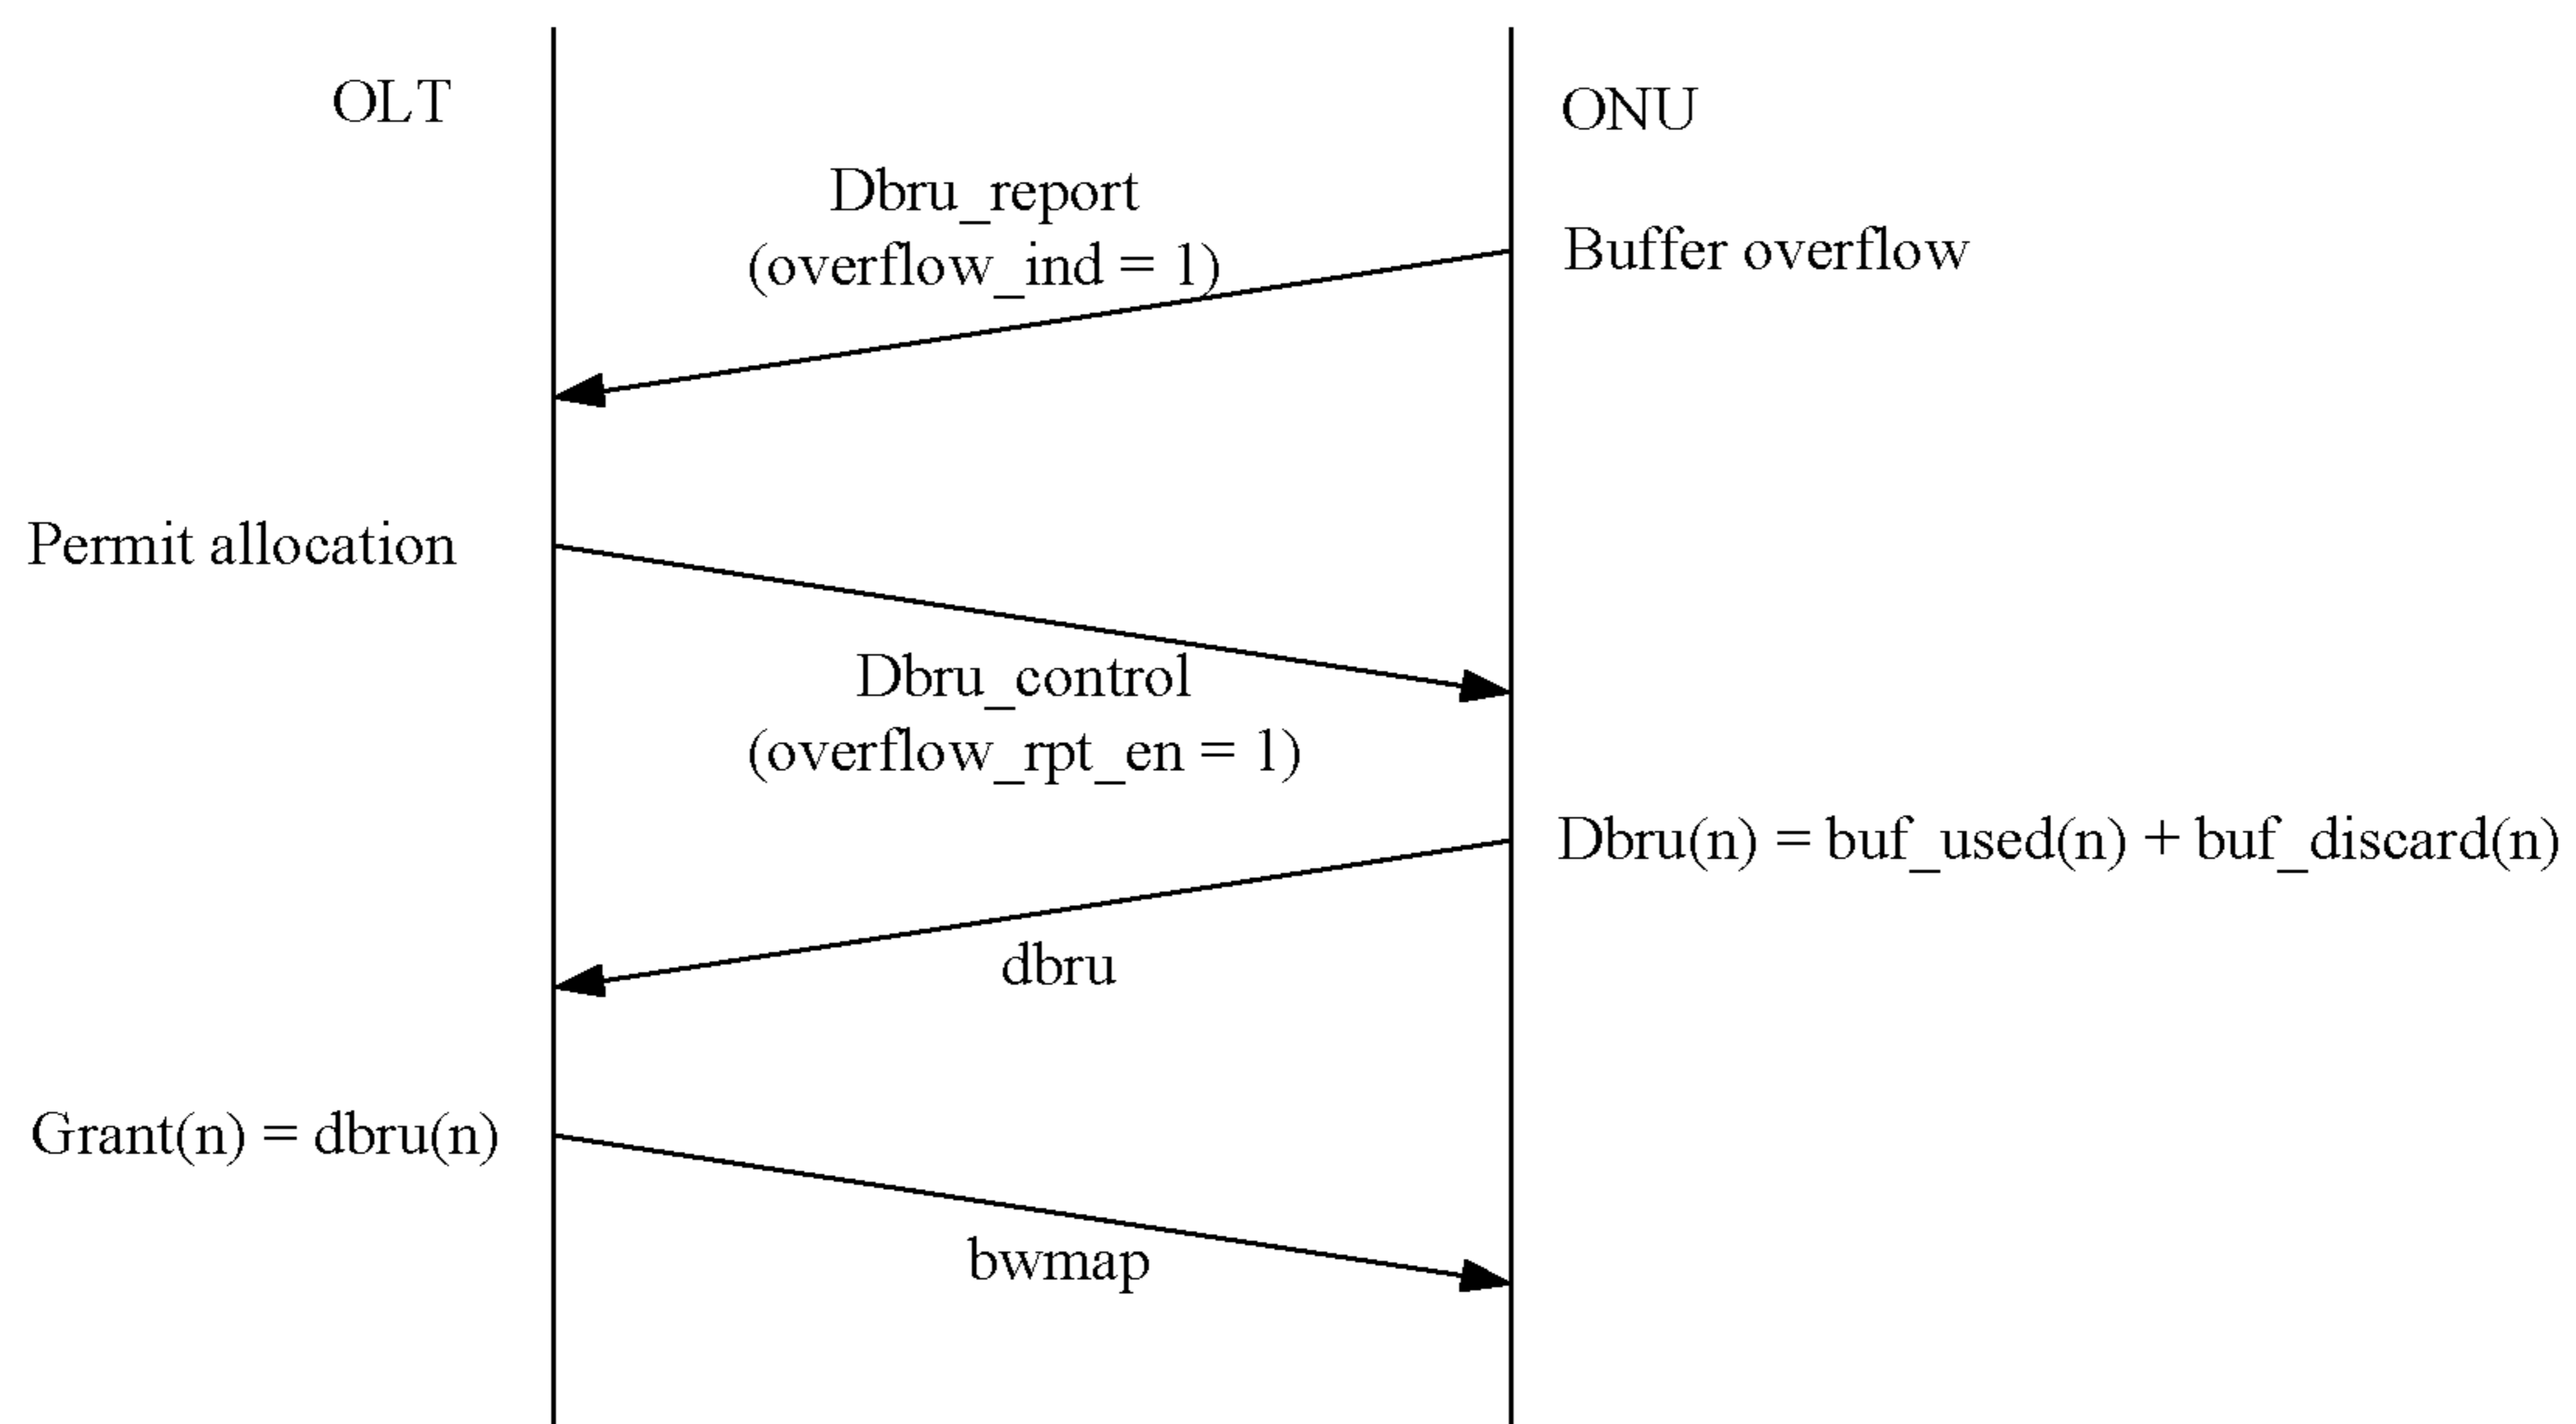 OLT
ONU
Dbru_report
(overflow_ind = 1)
Buffer overflow
Permit allocation
Dbru_control
(overflow_rpt_en = 1)
Dbru(n) = buf_used(n) + buf_discard(n)
dbru
Grant(n) = dbru(n)
bwmap